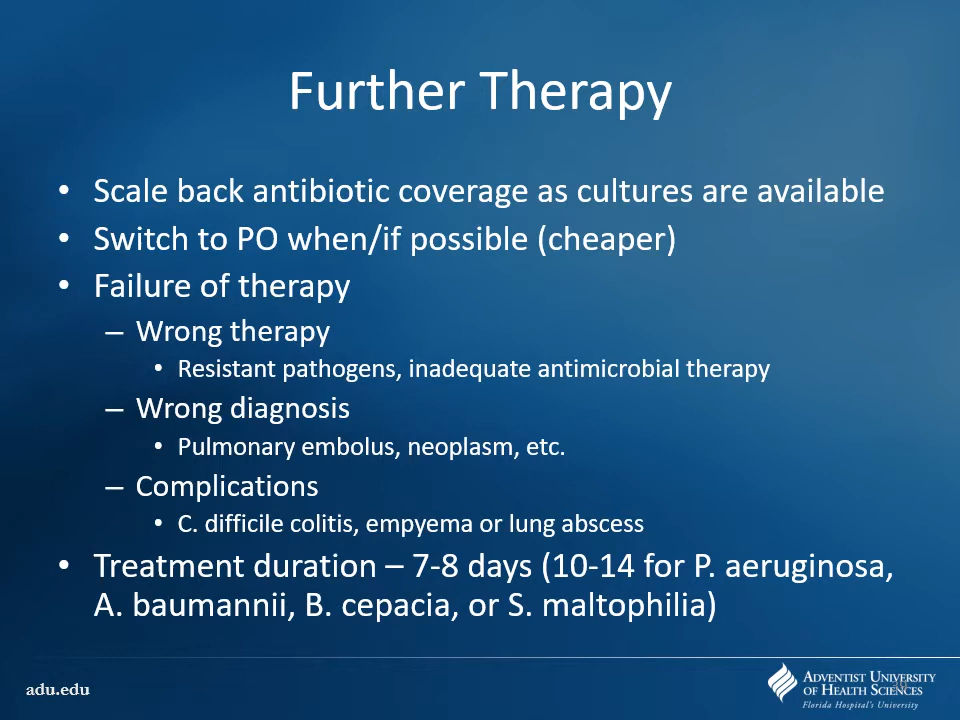 Further Therapy
• Scale back antibiotic coverage as cultures are available
• Switch to PO when/if possible (cheaper)
• Failure of therapy
– Wrong therapy
• Resistant pathogens, inadequate antimicrobial therapy
– Wrong diagnosis
• Pulmonary embolus, neoplasm, etc.
– Complications
• C. difficile colitis, empyema or lung abscess
• Treatment duration – 7-8 days (10-14 for P. aeruginosa,
A. baumannii, B. cepacia, or S. maltophilia)
adu.edu
ADVENTIST UNIVERSITY
OF HEALTH SCIENCES
Florida Hospital's University